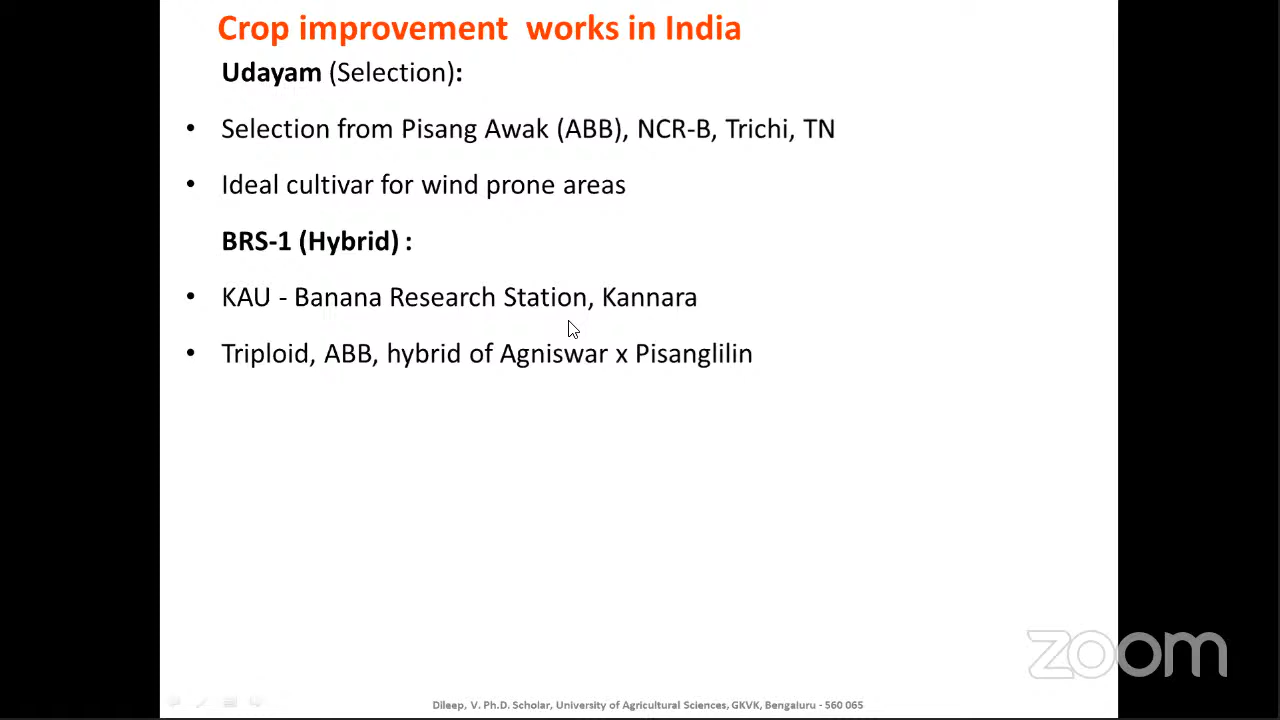 Crop improvement works in India
Udayam (Selection):
• Selection from Pisang Awak (ABB), NCR-B, Trichi, TN
• Ideal cultivar for wind prone areas
BRS-1 (Hybrid) :
• KAU - Banana Research Station, Kannara
• Triploid, ABB, hybrid of Agniswar x Pisanglilin
zoom
Dileep, V. Ph.D. Scholar, University of Agricultural Sciences, GKVK, Bengaluru - 560 065